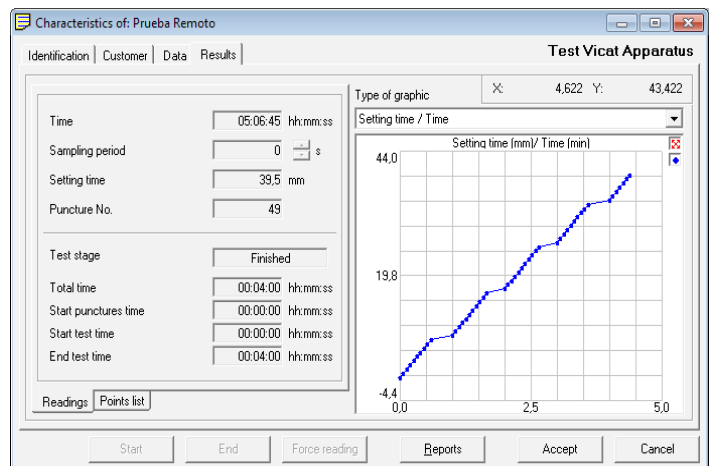 Characteristics of: Prueba Remoto
Identification Customer Data Results
Test Vicat Apparatus
Time 05:06:45 hh:mm:ss
Sampling period 0 s
Setting time 39,5 mm
Puncture No. 49
Test stage Finished
Total time 00:04:00 hh:mm:ss
Start punctures time 00:00:00 hh:mm:ss
Start test time 00:00:00 hh:mm:ss
End test time 00:04:00 hh:mm:ss
Readings Points list
Type of graphic X: 4,622 Y: 43,422
Setting time / Time
Setting time (mm)/ Time (min)
44,0
19,8
-4,4
0,0 2,5 5,0
Start End Force reading Reports Accept Cancel